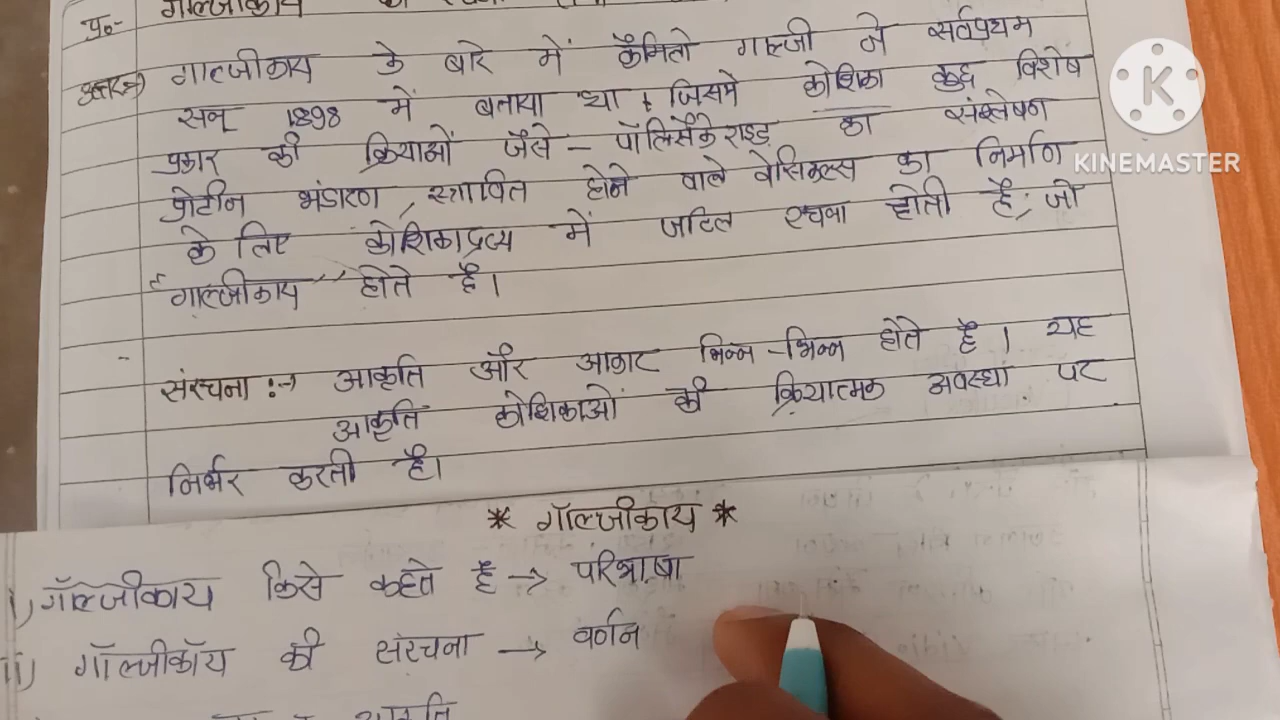 प्र०- गाल्जीकाय की
उत्तर⇒ गाल्जीकाय के बारे में कैमिलो गाल्जी ने सर्वप्रथम
सन् 1898 में बताया था। जिसमें कोशिका कुछ विशेष
प्रकार की क्रियाओं जैसे – पॉलिसैकेराइड का संश्लेषण
प्रोटीन भंडारण, स्त्रावित होने वाले वेसिकल्स का निर्माण
के लिए कोशिकाद्रव्य में जटिल रचना होती है, जो
"गाल्जीकाय" होते है।
संरचना :→ आकृति और आकार भिन्न-भिन्न होते है। यह
आकृति कोशिकाओं की क्रियात्मक अवस्था पर
निर्भर करती है।
* गॉल्जीकाय *
i) गॉल्जीकाय किसे कहते है → परिभाषा
ii) गॉल्जीकॉय की संरचना → वर्णन
आकृति
K
KINEMASTER